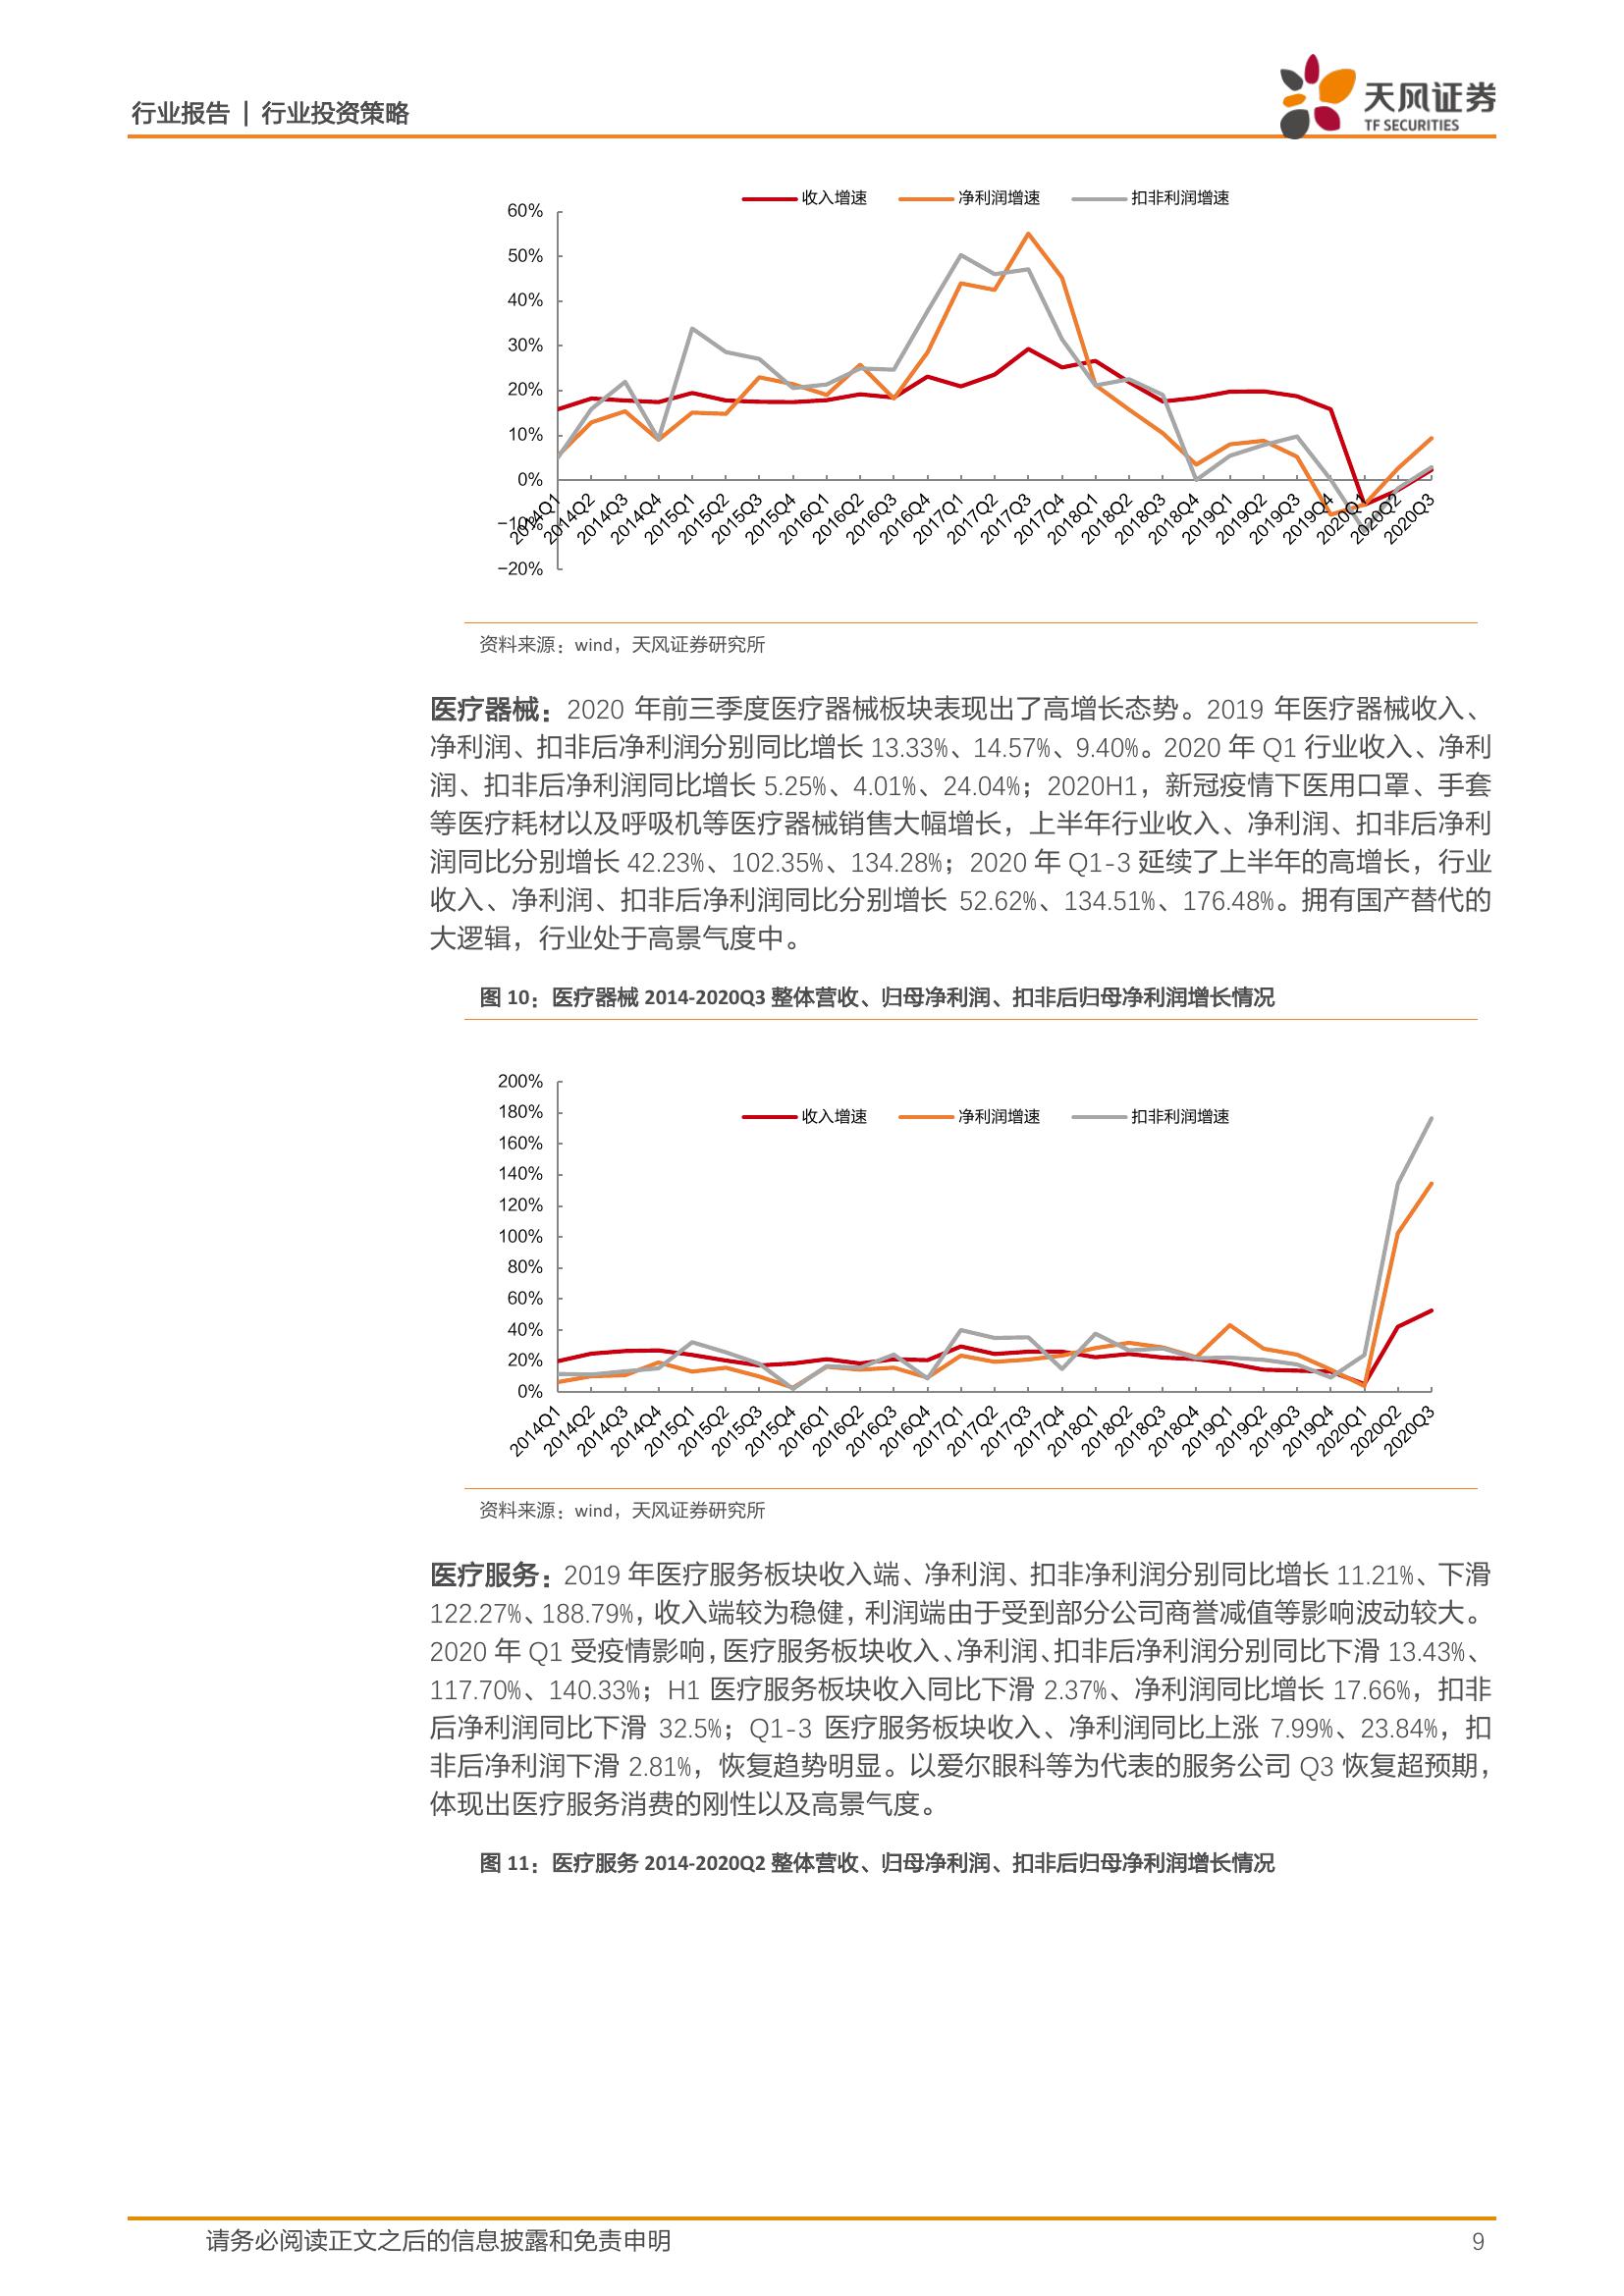 行业报告 | 行业投资策略
天风证券
TF SECURITIES
收入增速 净利润增速 扣非利润增速
60%
50%
40%
30%
20%
10%
0%
-10%
-20%
2014Q1 2014Q2 2014Q3 2014Q4 2015Q1 2015Q2 2015Q3 2015Q4 2016Q1 2016Q2 2016Q3 2016Q4 2017Q1 2017Q2 2017Q3 2017Q4 2018Q1 2018Q2 2018Q3 2018Q4 2019Q1 2019Q2 2019Q3 2019Q4 2020Q1 2020Q2 2020Q3
资料来源：wind，天风证券研究所
医疗器械：2020 年前三季度医疗器械板块表现出了高增长态势。2019 年医疗器械收入、
净利润、扣非后净利润分别同比增长 13.33%、14.57%、9.40%。2020 年 Q1 行业收入、净利
润、扣非后净利润同比增长 5.25%、4.01%、24.04%；2020H1，新冠疫情下医用口罩、手套
等医疗耗材以及呼吸机等医疗器械销售大幅增长，上半年行业收入、净利润、扣非后净利
润同比分别增长 42.23%、102.35%、134.28%；2020 年 Q1-3 延续了上半年的高增长，行业
收入、净利润、扣非后净利润同比分别增长 52.62%、134.51%、176.48%。拥有国产替代的
大逻辑，行业处于高景气度中。
图 10：医疗器械 2014-2020Q3 整体营收、归母净利润、扣非后归母净利润增长情况
200%
180%
收入增速 净利润增速 扣非利润增速
160%
140%
120%
100%
80%
60%
40%
20%
0%
2014Q1 2014Q2 2014Q3 2014Q4 2015Q1 2015Q2 2015Q3 2015Q4 2016Q1 2016Q2 2016Q3 2016Q4 2017Q1 2017Q2 2017Q3 2017Q4 2018Q1 2018Q2 2018Q3 2018Q4 2019Q1 2019Q2 2019Q3 2019Q4 2020Q1 2020Q2 2020Q3
资料来源：wind，天风证券研究所
医疗服务：2019 年医疗服务板块收入端、净利润、扣非净利润分别同比增长 11.21%、下滑
122.27%、188.79%，收入端较为稳健，利润端由于受到部分公司商誉减值等影响波动较大。
2020 年 Q1 受疫情影响，医疗服务板块收入、净利润、扣非后净利润分别同比下滑 13.43%、
117.70%、140.33%；H1 医疗服务板块收入同比下滑 2.37%、净利润同比增长 17.66%，扣非
后净利润同比下滑 32.5%；Q1-3 医疗服务板块收入、净利润同比上涨 7.99%、23.84%，扣
非后净利润下滑 2.81%，恢复趋势明显。以爱尔眼科等为代表的服务公司 Q3 恢复超预期，
体现出医疗服务消费的刚性以及高景气度。
图 11：医疗服务 2014-2020Q2 整体营收、归母净利润、扣非后归母净利润增长情况
请务必阅读正文之后的信息披露和免责申明 9